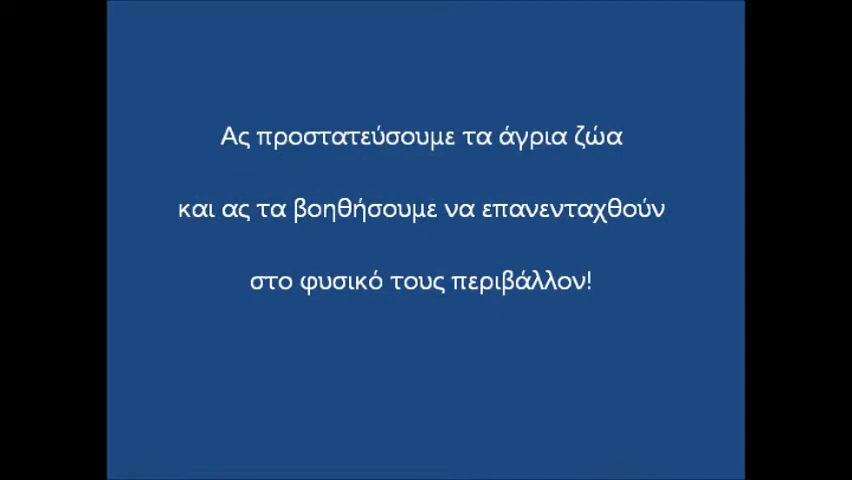 Ας προστατεύσουμε τα άγρια ζώα
και ας τα βοηθήσουμε να επανενταχθούν
στο φυσικό τους περιβάλλον!